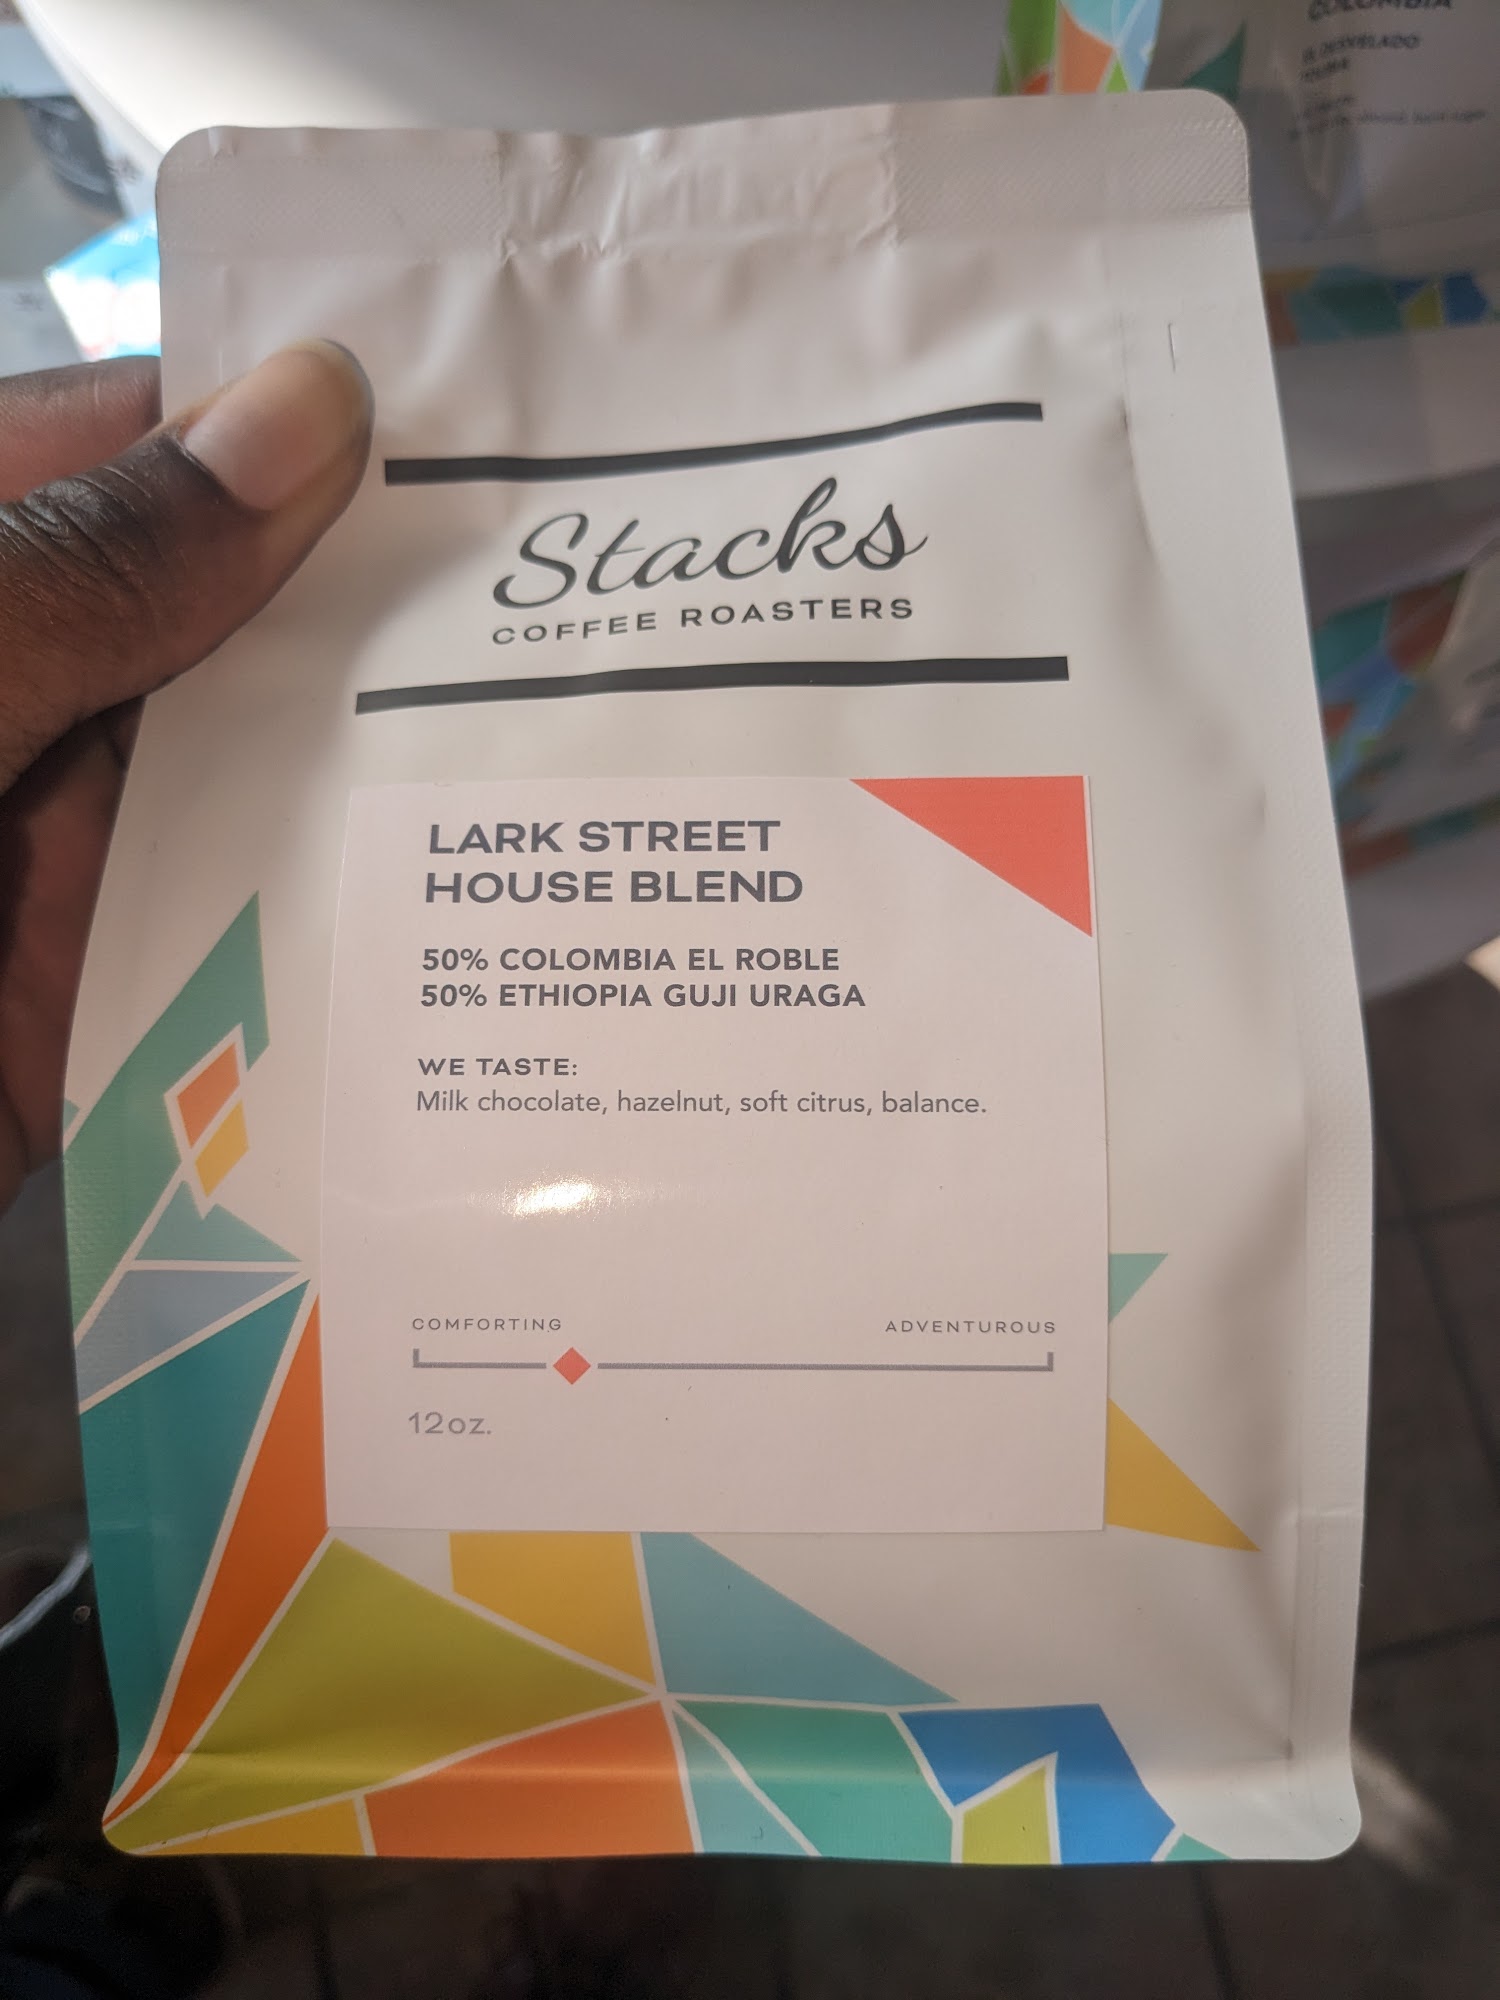 Stacks
COFFEE ROASTERS
LARK STREET
HOUSE BLEND
50% COLOMBIA EL ROBLE
50% ETHIOPIA GUJI URAGA
WE TASTE:
Milk chocolate, hazelnut, soft citrus, balance.
COMFORTING ADVENTUROUS
12oz.
COLOMBIA